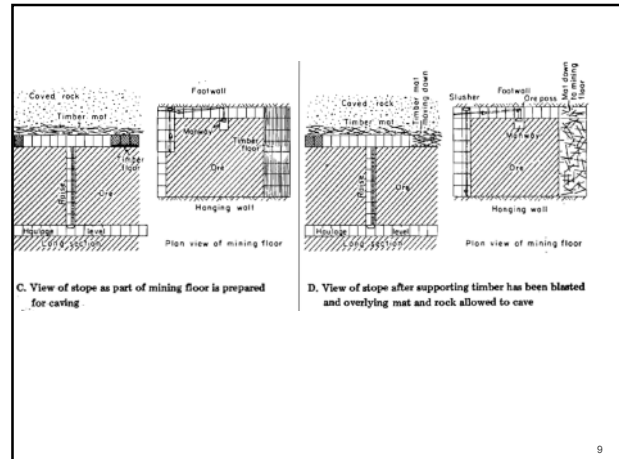 Caved rock
Timber mat
Timber floor
Raise
Ore
Haulage level
Long section
Footwall
Manway
Timber floor
Ore
Hanging wall
Plan view of mining floor
C. View of stope as part of mining floor is prepared
for caving
Caved rock
Timber mat
Timber mat
moving down
Raise
Ore
Haulage level
Long section
Slusher
Footwall
Ore pass
Mat down
to mining
floor
Manway
Ore
Hanging wall
Plan view of mining floor
D. View of stope after supporting timber has been blasted
and overlying mat and rock allowed to cave
9